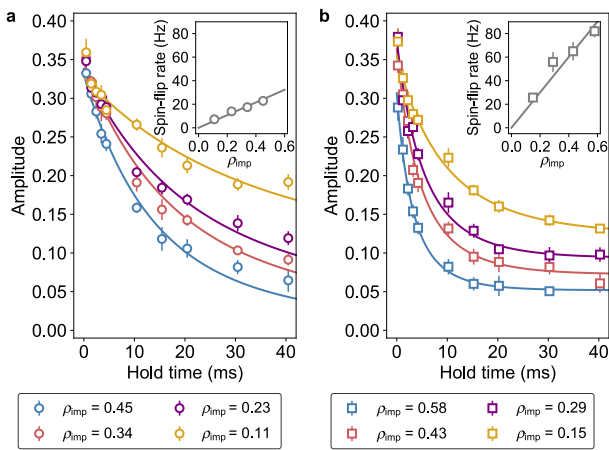 a
Amplitude
0.40
0.35
0.30
0.25
0.20
0.15
0.10
0.05
0.00
0 10 20 30 40
Hold time (ms)
Spin-flip rate (Hz)
80
60
40
20
0
0.0 0.2 0.4 0.6
ρimp
b
Amplitude
0.40
0.35
0.30
0.25
0.20
0.15
0.10
0.05
0.00
0 10 20 30 40
Hold time (ms)
Spin-flip rate (Hz)
80
60
40
20
0
0.0 0.2 0.4 0.6
ρimp
ρimp = 0.45 ρimp = 0.23
ρimp = 0.34 ρimp = 0.11
ρimp = 0.58 ρimp = 0.29
ρimp = 0.43 ρimp = 0.15